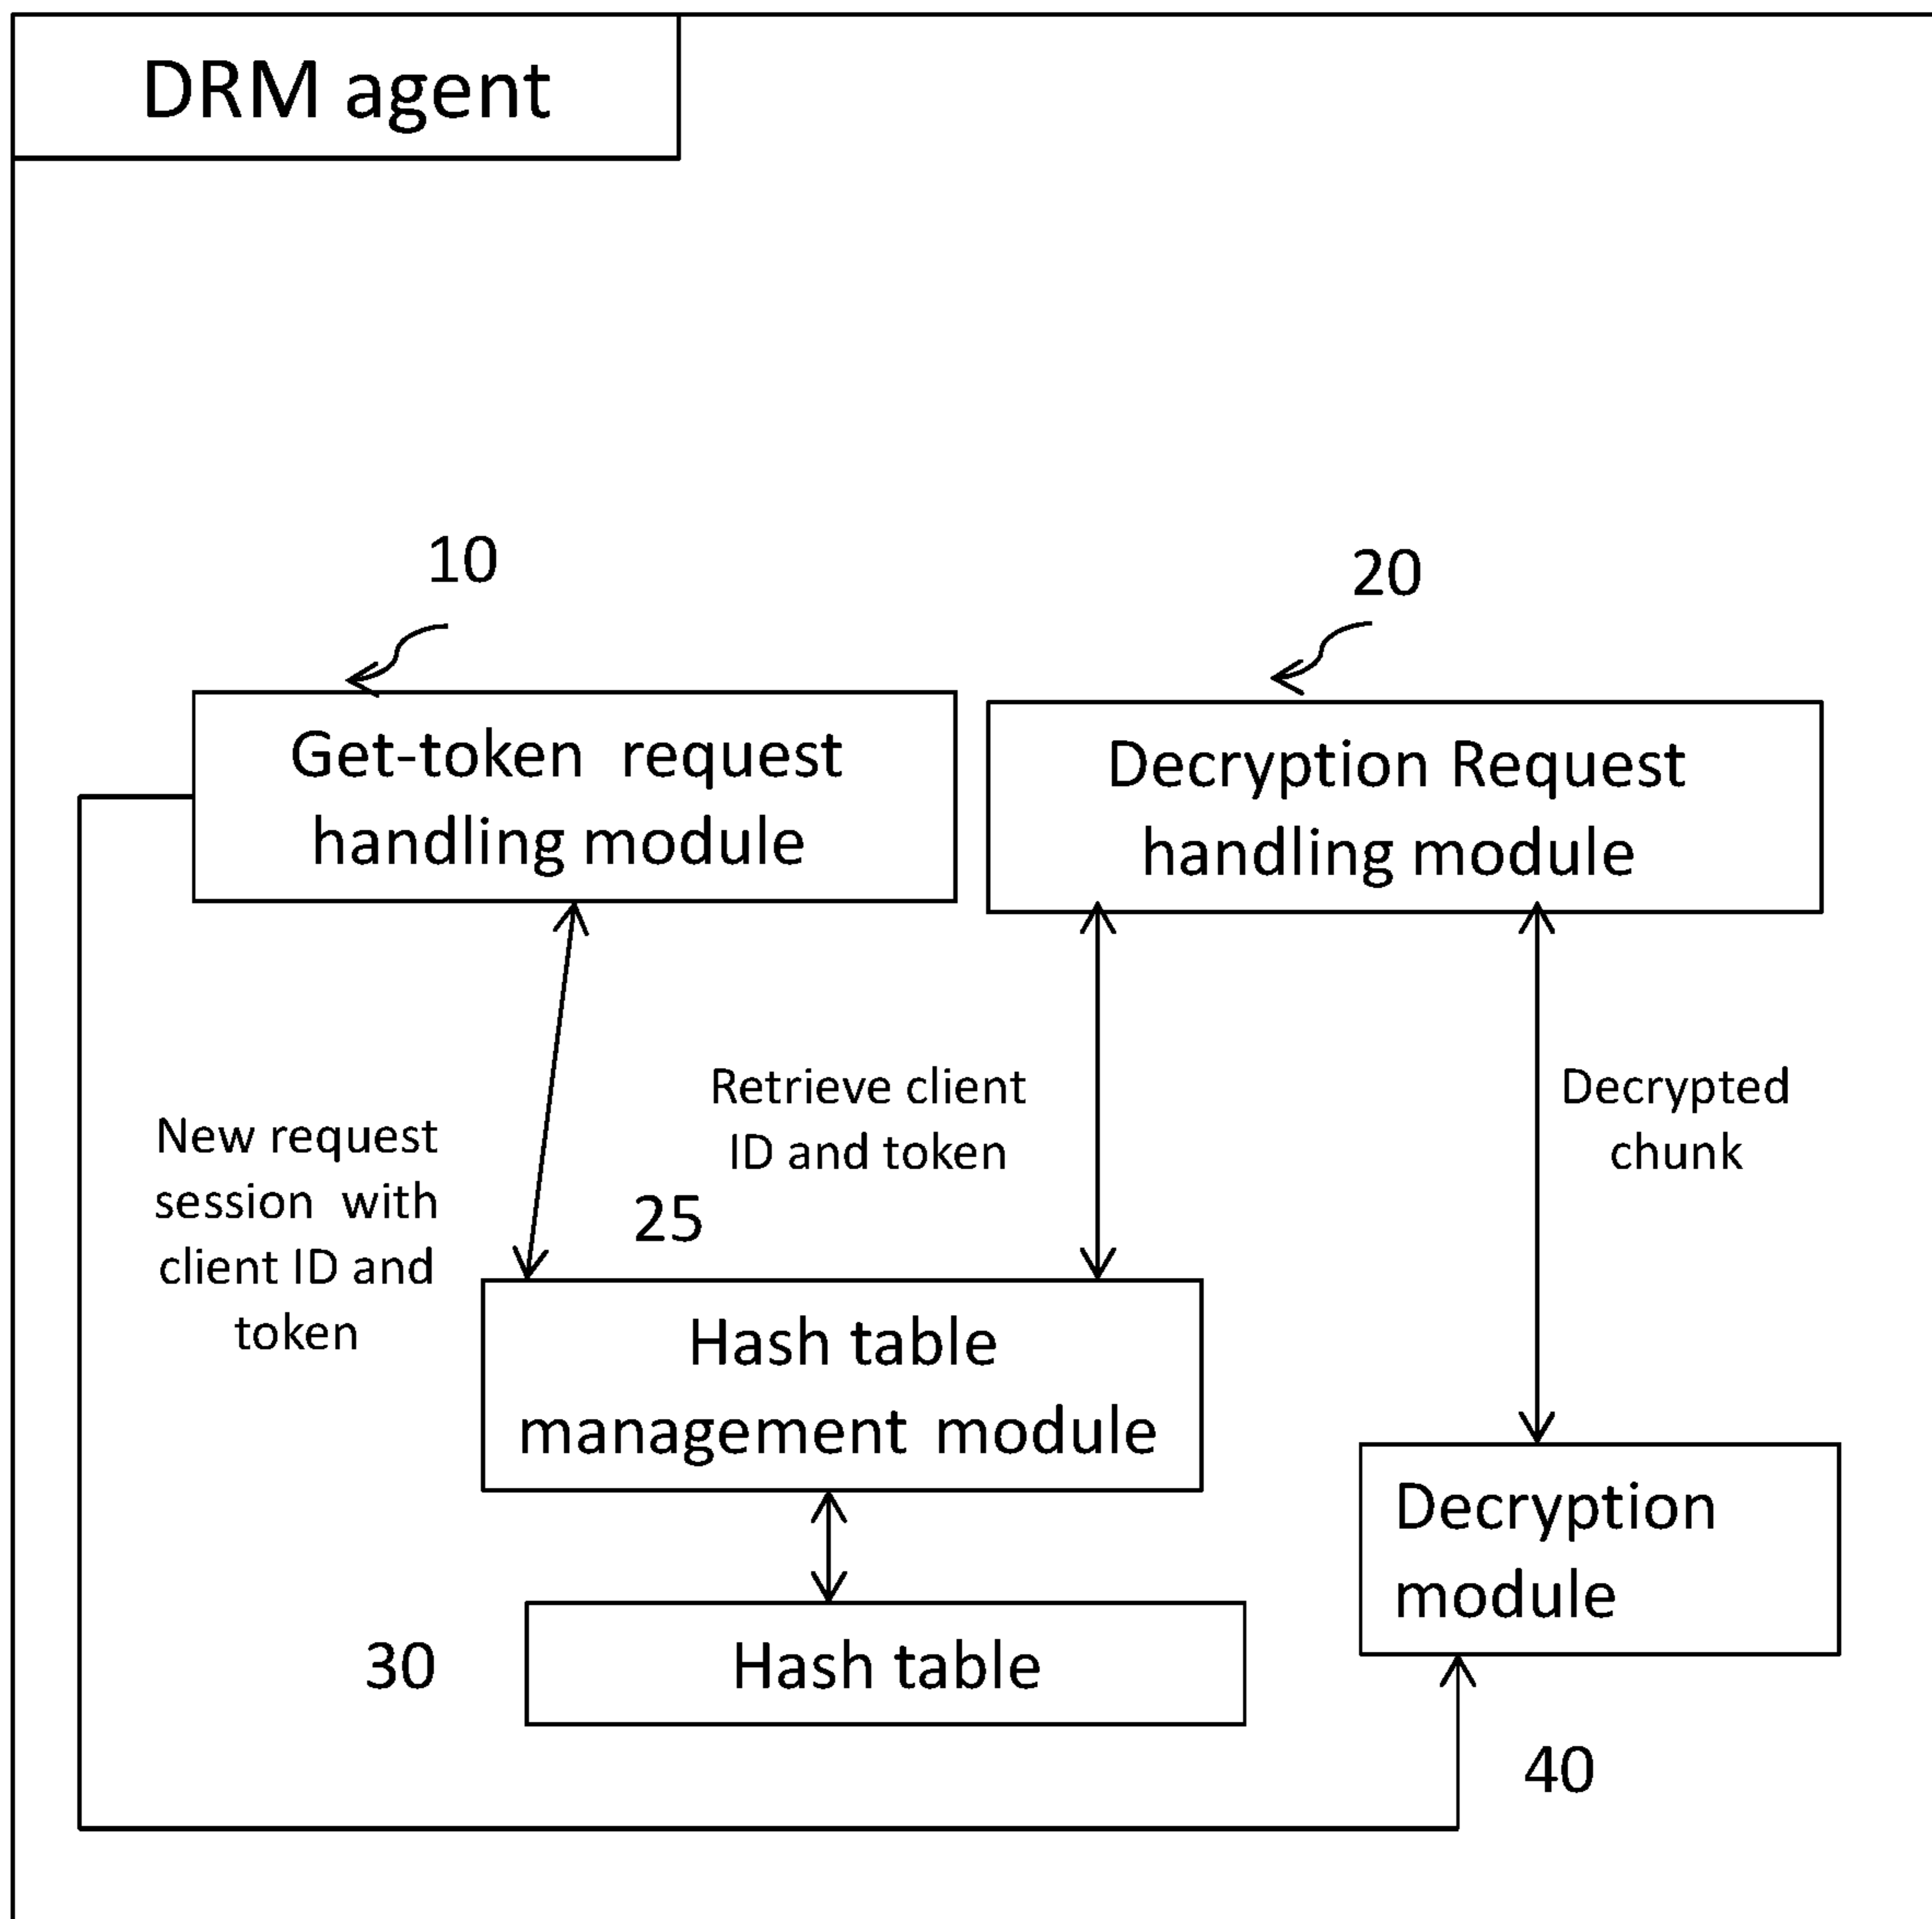 DRM agent
10
20
Get-token request
handling module
Decryption Request
handling module
New request
session with
client ID and
token
Retrieve client
ID and token
Decrypted
chunk
25
Hash table
management module
Decryption
module
30
Hash table
40